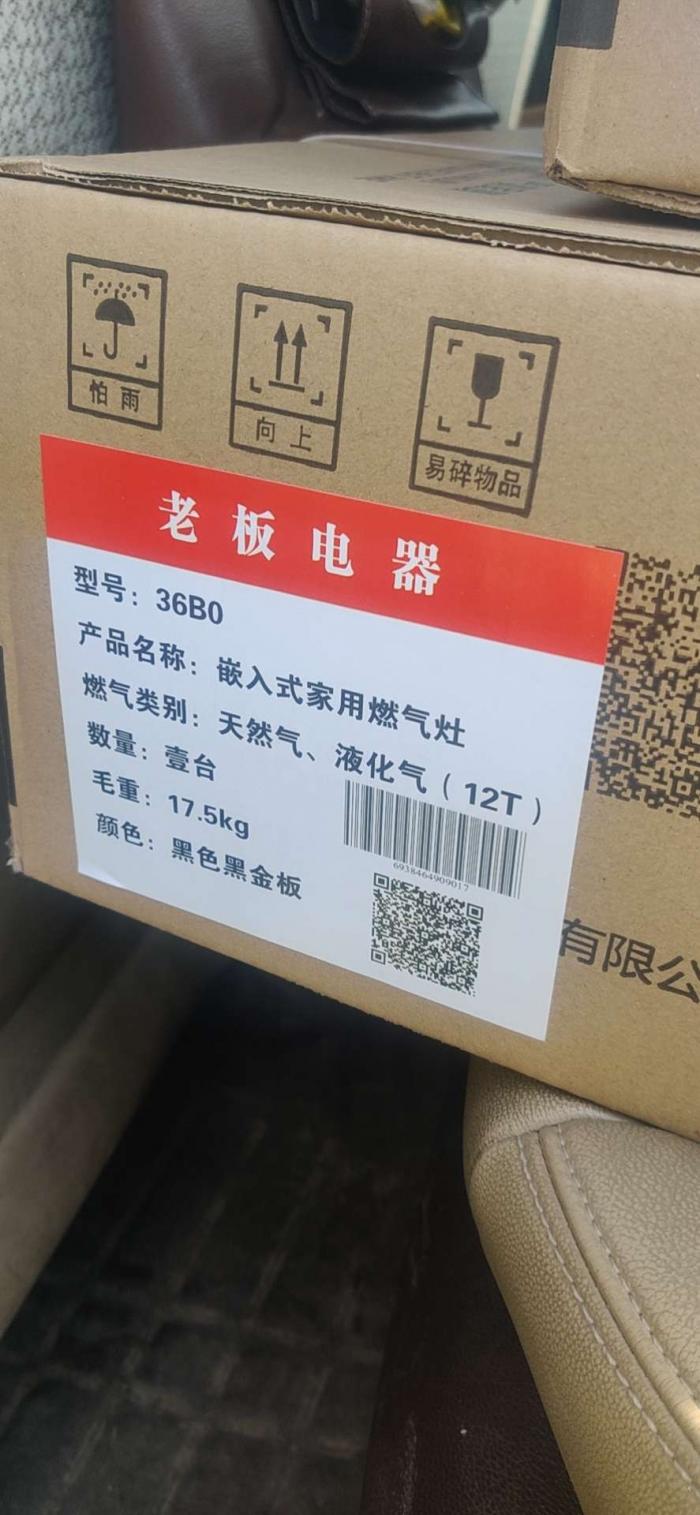 怕雨
向上
易碎物品
老板电器
型号：36B0
产品名称：嵌入式家用燃气灶
燃气类别：天然气、液化气（12T）
数量：壹台
毛重：17.5kg
颜色：黑色黑金板
6938464909017
有限公